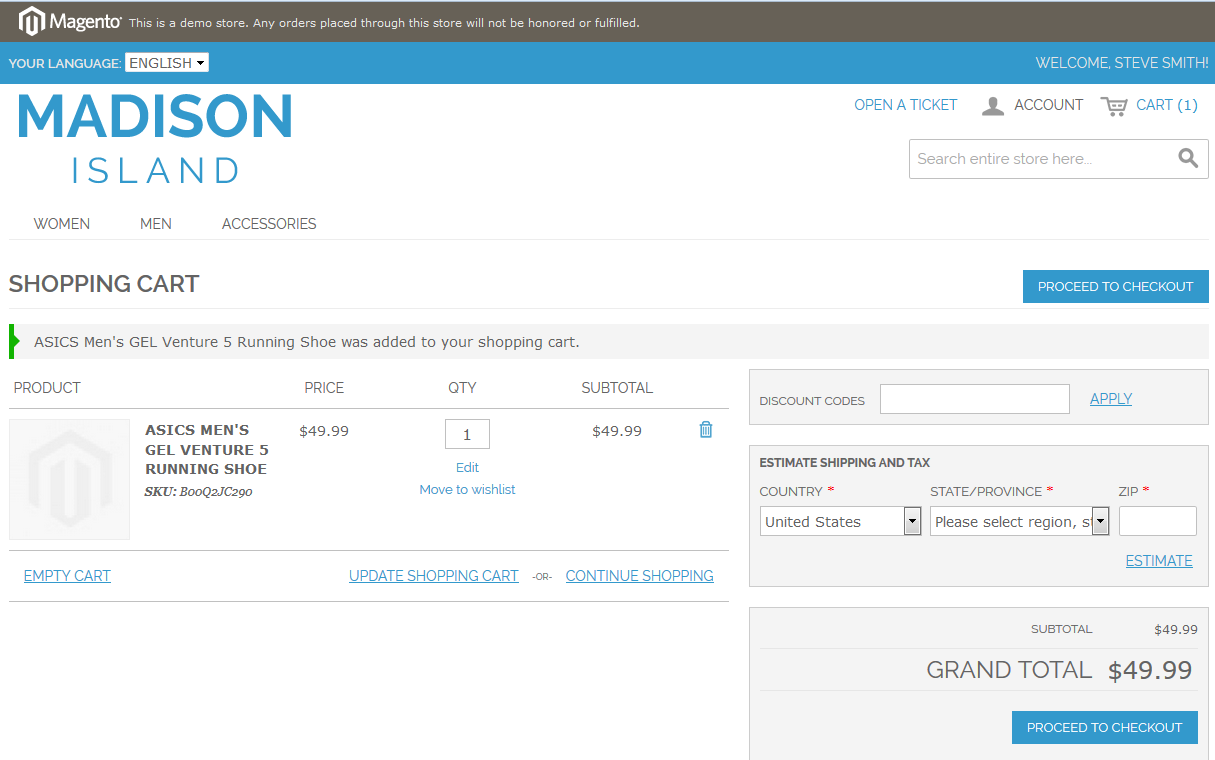 Magento® This is a demo store. Any orders placed through this store will not be honored or fulfilled.
YOUR LANGUAGE: ENGLISH WELCOME, STEVE SMITH!
MADISON
ISLAND
OPEN A TICKET ACCOUNT CART (1)
Search entire store here...
WOMEN MEN ACCESSORIES
SHOPPING CART PROCEED TO CHECKOUT
ASICS Men's GEL Venture 5 Running Shoe was added to your shopping cart.
PRODUCT PRICE QTY SUBTOTAL
ASICS MEN'S
GEL VENTURE 5
RUNNING SHOE
SKU: B00Q2JC290
$49.99 1 $49.99
Edit
Move to wishlist
EMPTY CART UPDATE SHOPPING CART -OR- CONTINUE SHOPPING
DISCOUNT CODES APPLY
ESTIMATE SHIPPING AND TAX
COUNTRY * STATE/PROVINCE * ZIP *
United States Please select region, s
ESTIMATE
SUBTOTAL $49.99
GRAND TOTAL $49.99
PROCEED TO CHECKOUT